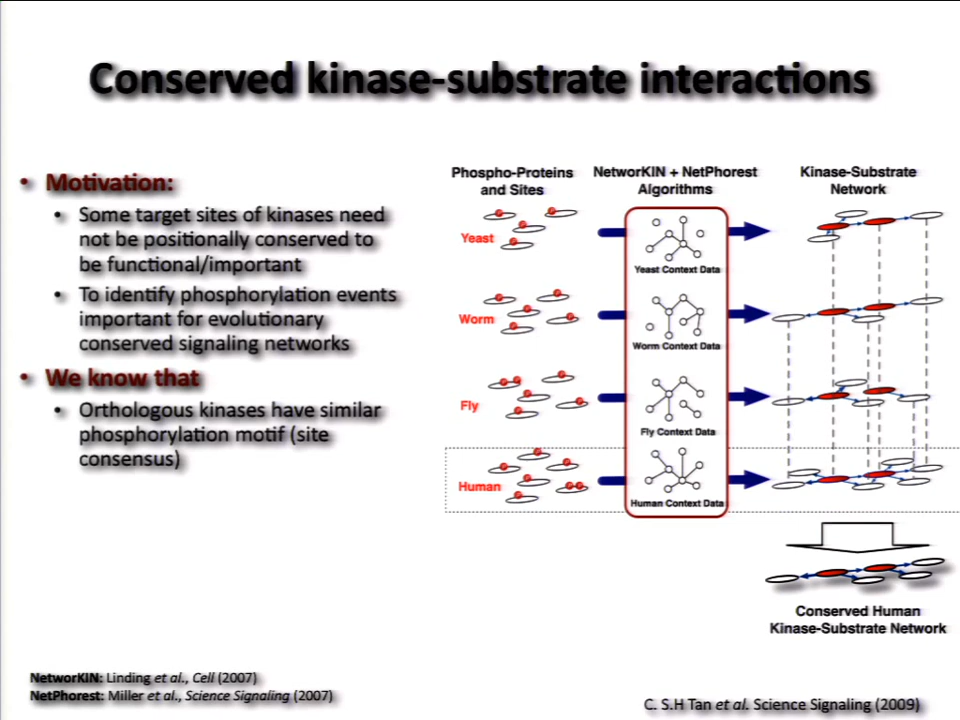 Conserved kinase-substrate interactions
• Motivation:
• Some target sites of kinases need
not be positionally conserved to
be functional/important
• To identify phosphorylation events
important for evolutionary
conserved signaling networks
• We know that
• Orthologous kinases have similar
phosphorylation motif (site
consensus)
Phospho-Proteins
and Sites
NetworKIN + NetPhorest
Algorithms
Kinase-Substrate
Network
Yeast
Yeast Context Data
Worm
Worm Context Data
Fly
Fly Context Data
Human
Human Context Data
Conserved Human
Kinase-Substrate Network
NetworKIN: Linding et al., Cell (2007)
NetPhorest: Miller et al., Science Signaling (2007)
C. S.H Tan et al. Science Signaling (2009)